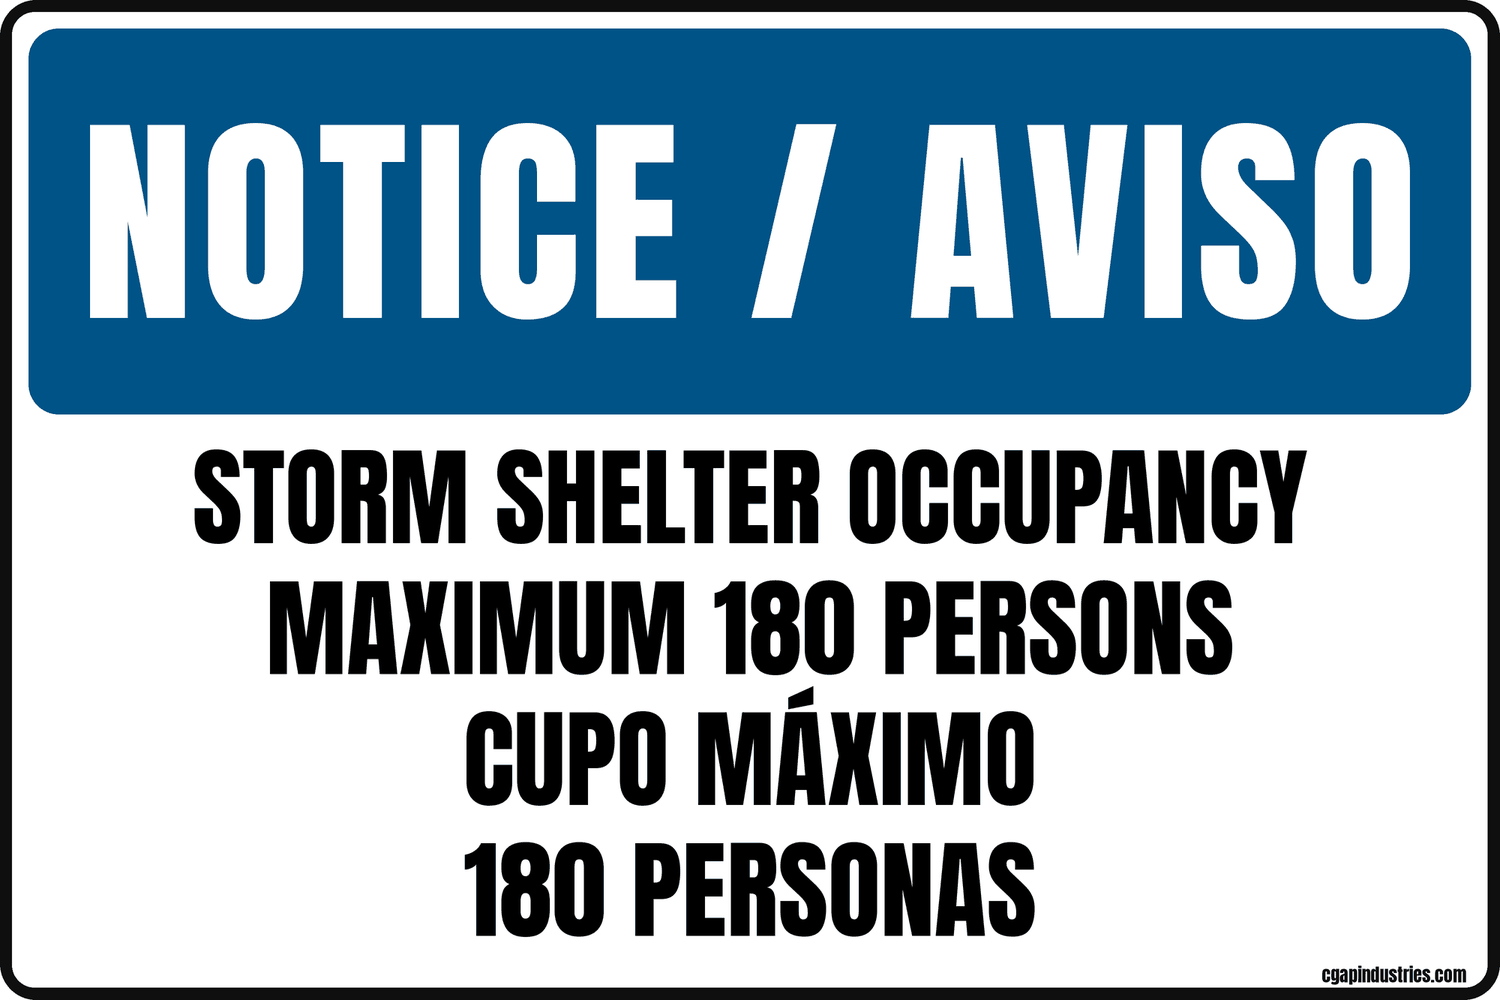 NOTICE / AVISO
STORM SHELTER OCCUPANCY
MAXIMUM 180 PERSONS
CUPO MÁXIMO
180 PERSONAS
cgapindustries.com